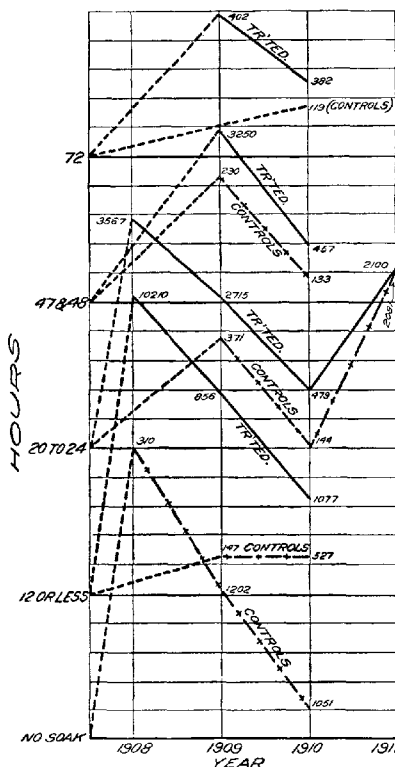 402
TR'TED.
382
119 (CONTROLS)
72
3250
TR'TED.
230
CONTROLS
3567
457
133
2100
47&48
10210
2715
TR'TED.
371
CONTROLS
856
479
HOURS
20 TO 24
310
144
TR'TED.
1077
147 CONTROLS
527
12 OR LESS
1202
CONTROLS
1051
NO SOAK
1908 1909 1910 1911
YEAR